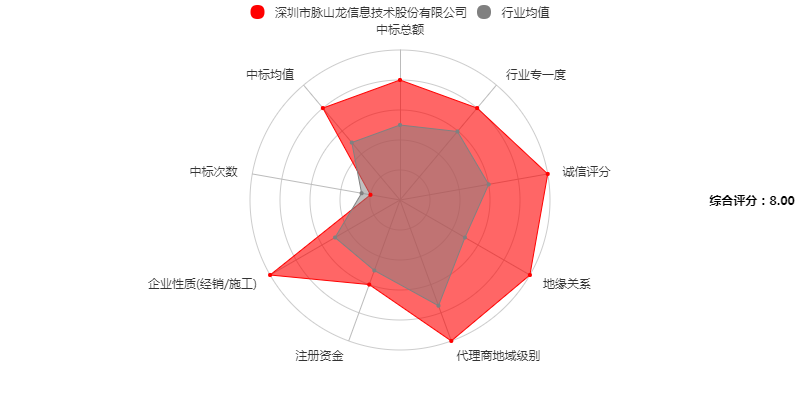 深圳市脉山龙信息技术股份有限公司 行业均值
中标总额
中标均值 行业专一度
中标次数 诚信评分
综合评分：8.00
企业性质(经销/施工) 地缘关系
注册资金 代理商地域级别